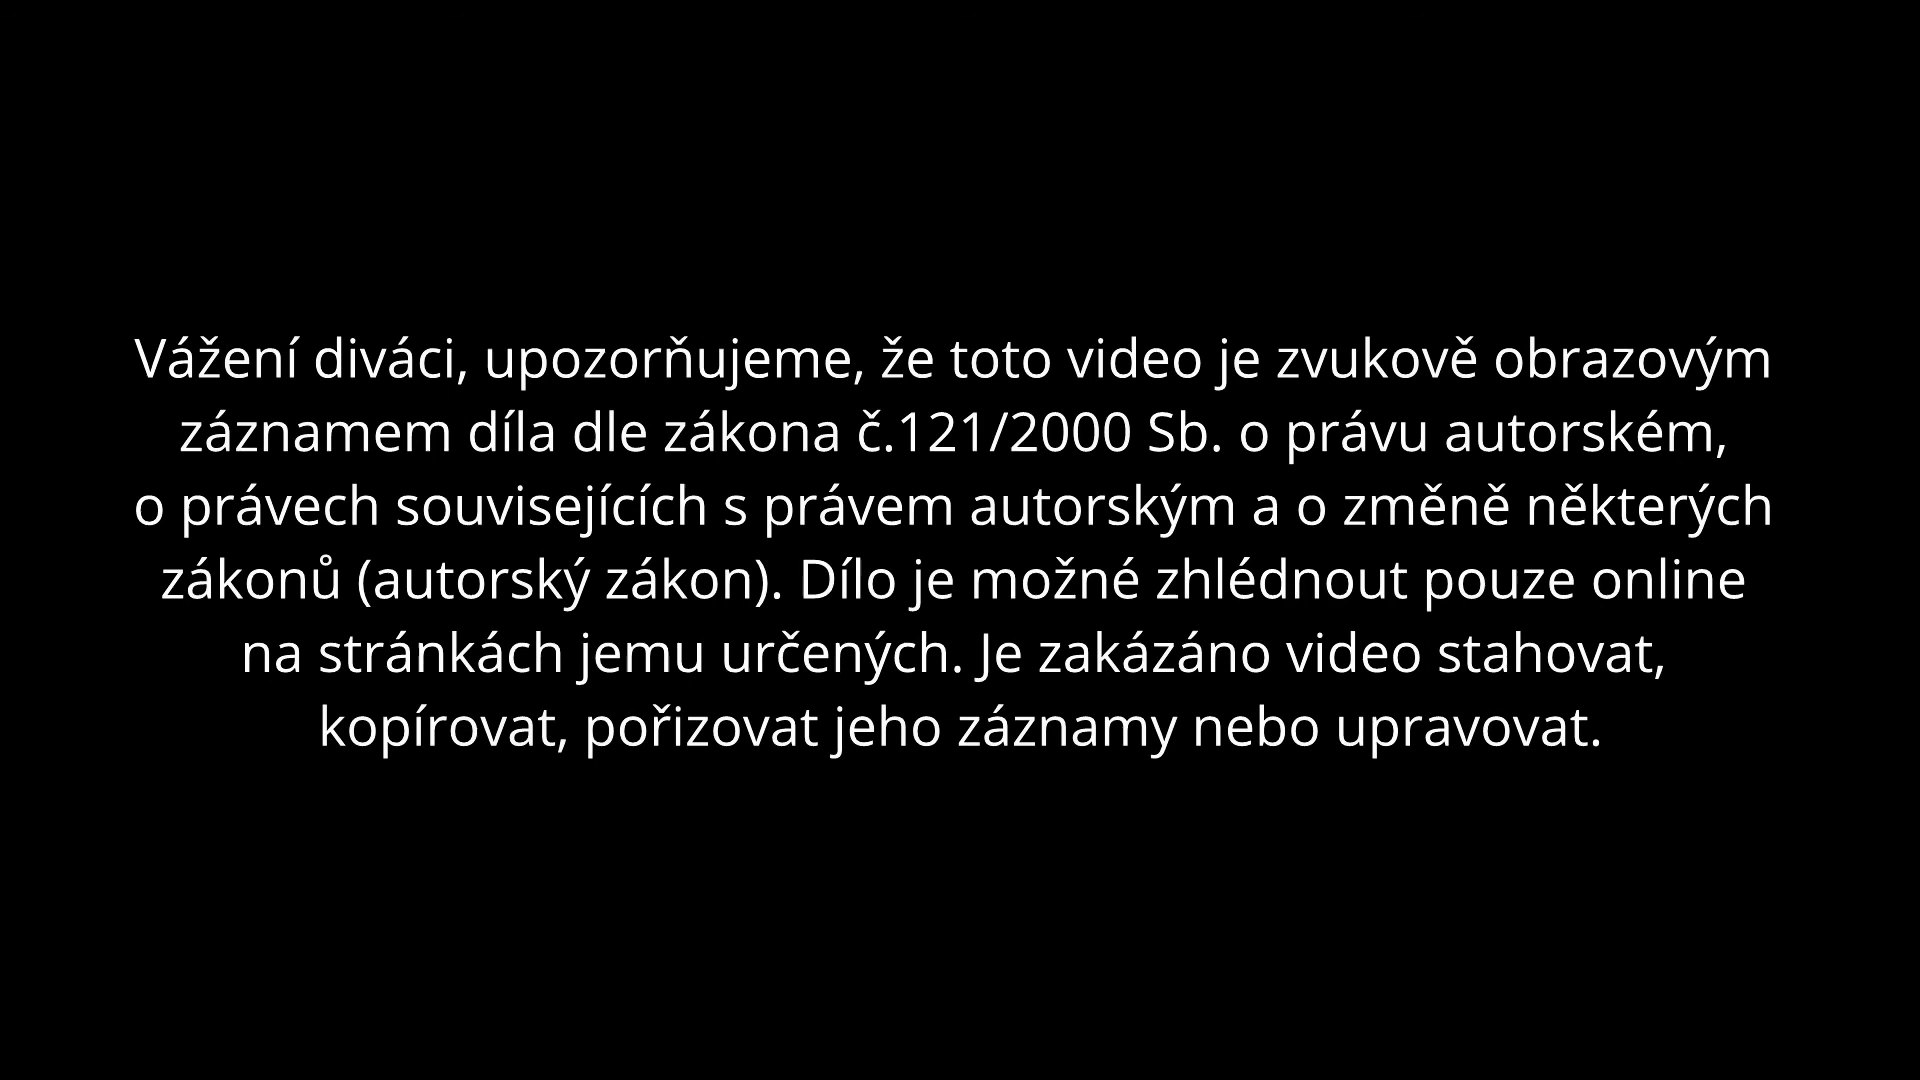 Vážení diváci, upozorňujeme, že toto video je zvukově obrazovým
záznamem díla dle zákona č.121/2000 Sb. o právu autorském,
o právech souvisejících s právem autorským a o změně některých
zákonů (autorský zákon). Dílo je možné zhlédnout pouze online
na stránkách jemu určených. Je zakázáno video stahovat,
kopírovat, pořizovat jeho záznamy nebo upravovat.